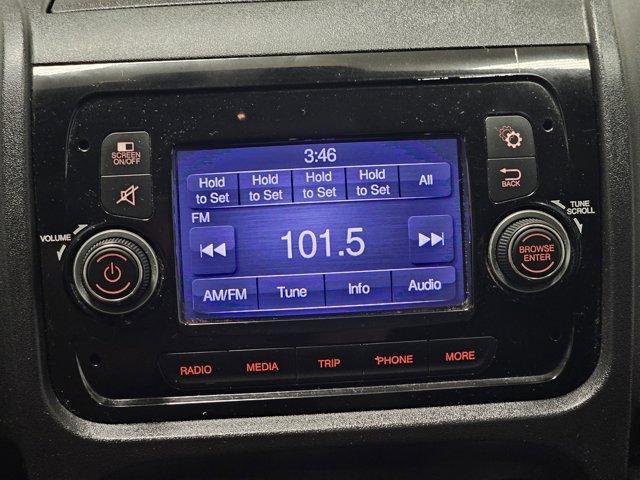 SCREEN
ON/OFF
3:46
Hold
to Set
Hold
to Set
Hold
to Set
Hold
to Set
All
BACK
FM
VOLUME
TUNE
SCROLL
101.5
BROWSE
ENTER
AM/FM
Tune
Info
Audio
RADIO
MEDIA
TRIP
PHONE
MORE